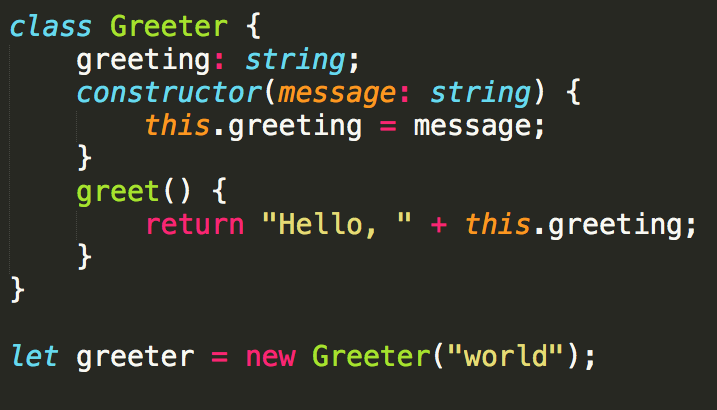 class Greeter {
    greeting: string;
    constructor(message: string) {
        this.greeting = message;
    }
    greet() {
        return "Hello, " + this.greeting;
    }
}

let greeter = new Greeter("world");